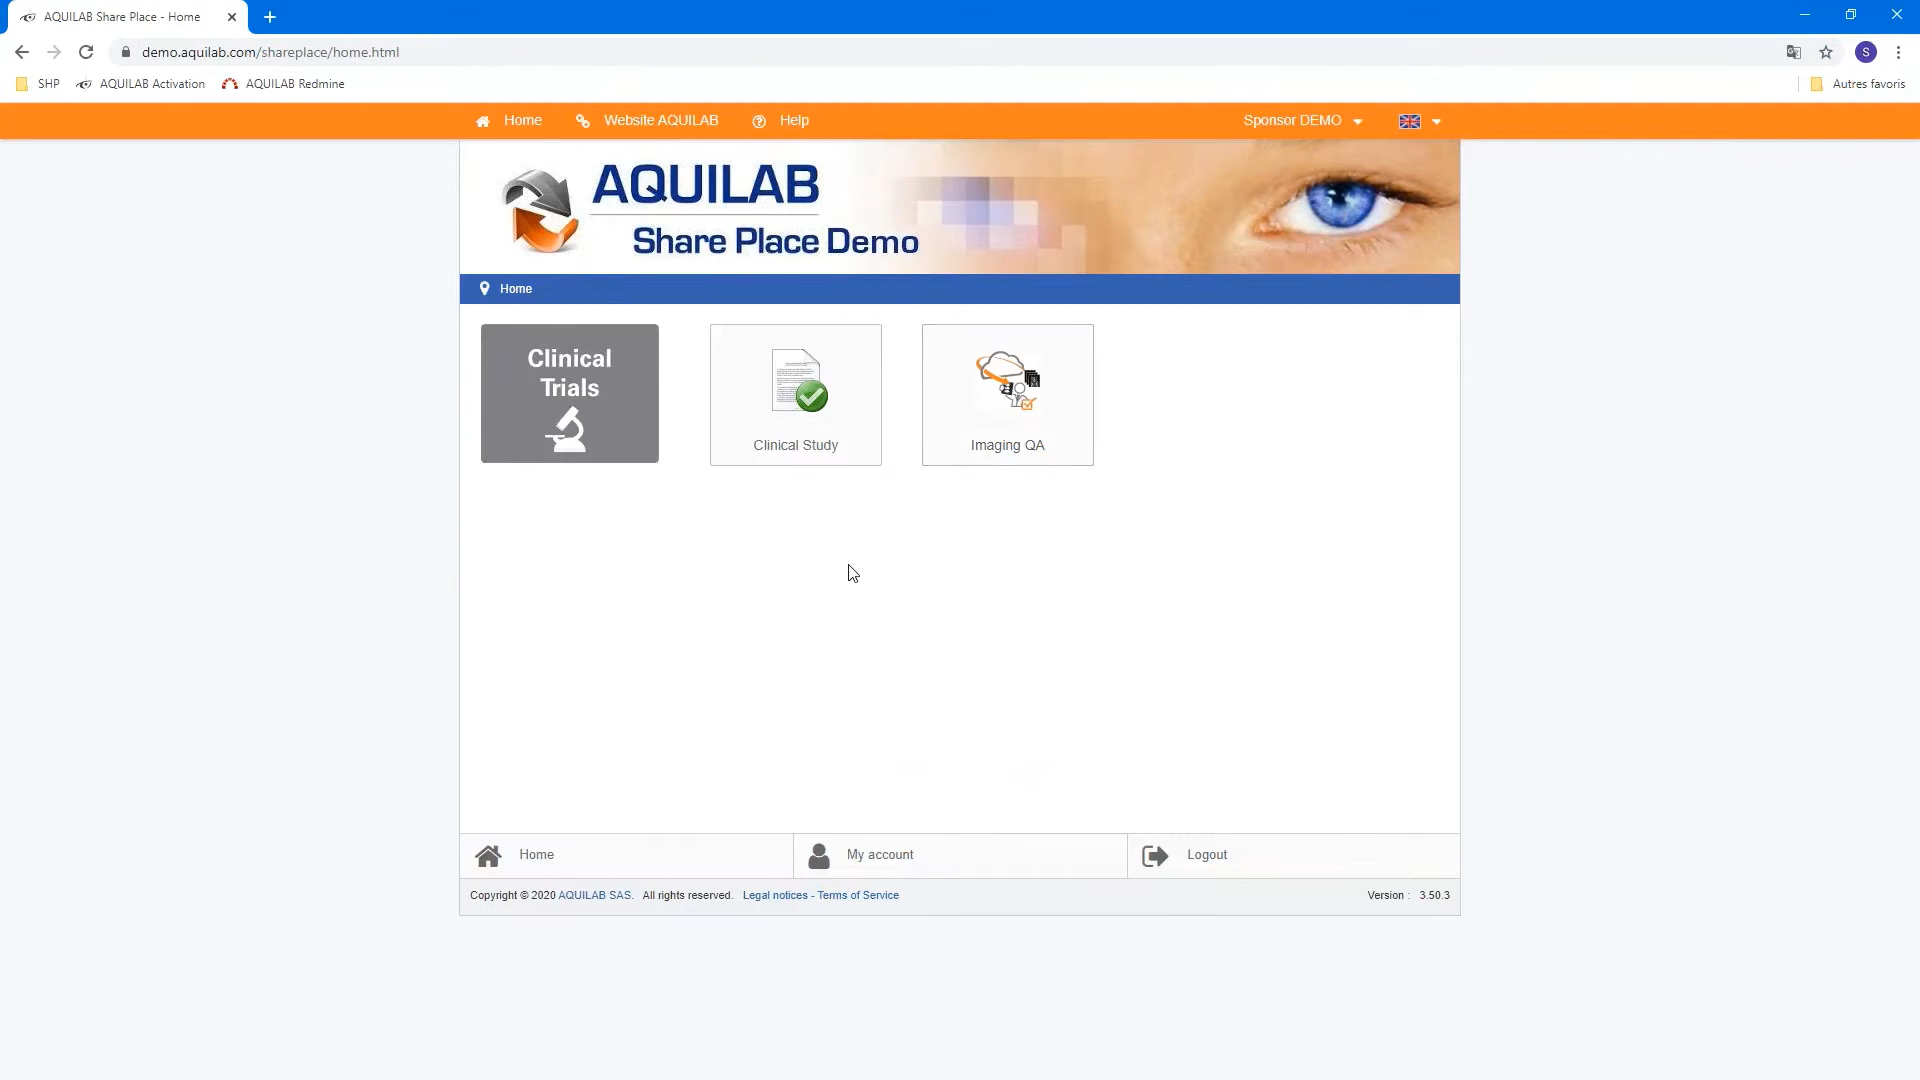 AQUILAB Share Place - Home
demo.aquilab.com/shareplace/home.html
S
SHP
AQUILAB Activation
AQUILAB Redmine
Autres favoris
Home
Website AQUILAB
Help
Sponsor DEMO
AQUILAB
Share Place Demo
Home
Clinical
Trials
Clinical Study
Imaging QA
Home
My account
Logout
Copyright © 2020 AQUILAB SAS. All rights reserved. Legal notices - Terms of Service
Version : 3.50.3